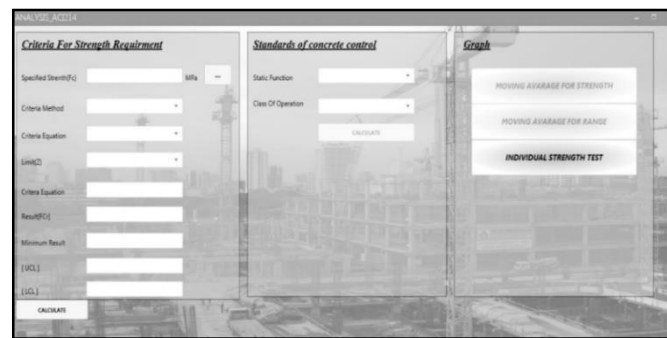 ANALYSIS_ACI214
Criteria For Strength Requirment
Specified Strenth(Fc)
MPa
...
Criteria Method
Criteria Equation
Limit(Z)
Critera Equation
Result(FCr)
Minimum Result
[ UCL ]
[ LCL ]
CALCULATE
Standards of concrete control
Static Function
Class Of Operation
CALCULATE
Graph
MOVING AVARAGE FOR STRENGTH
MOVING AVARAGE FOR RANGE
INDIVIDUAL STRENGTH TEST